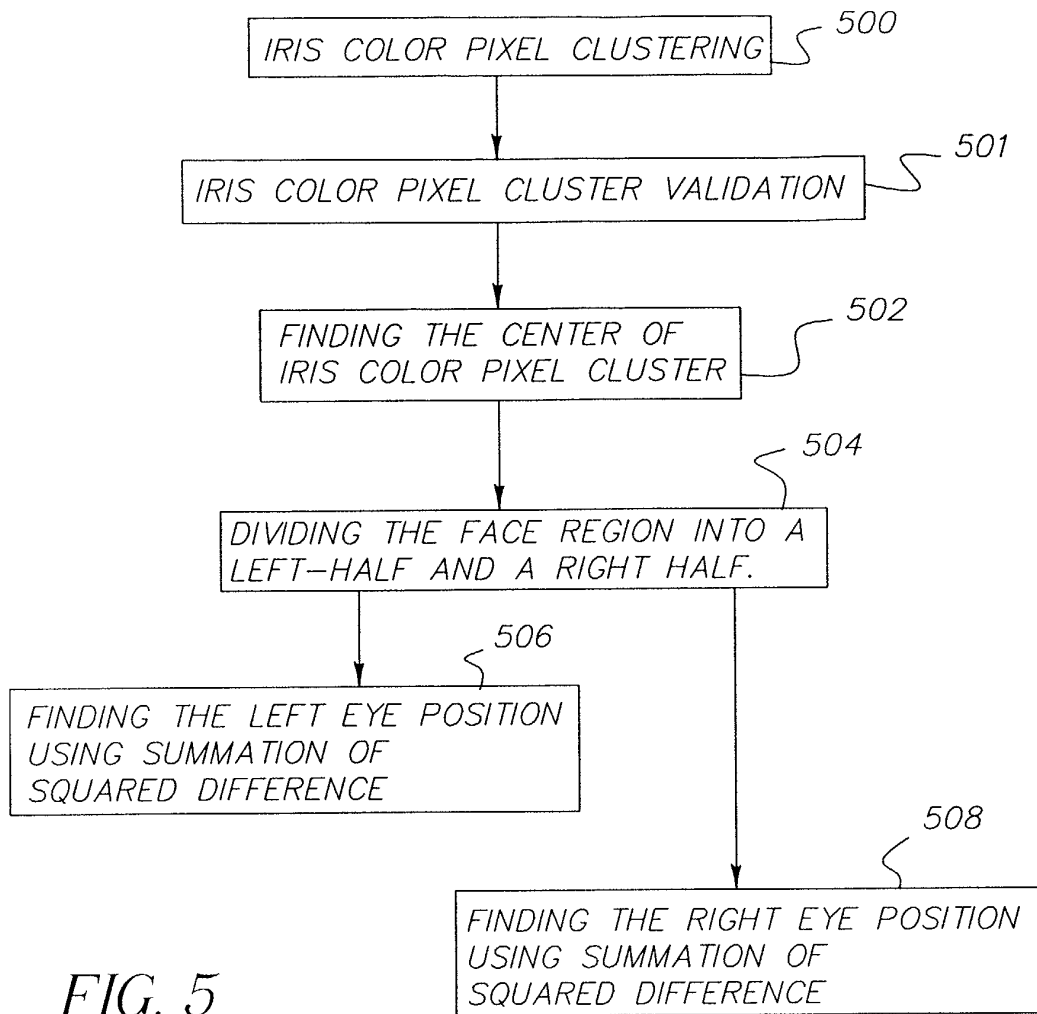 500
IRIS COLOR PIXEL CLUSTERING
501
IRIS COLOR PIXEL CLUSTER VALIDATION
502
FINDING THE CENTER OF
IRIS COLOR PIXEL CLUSTER
504
DIVIDING THE FACE REGION INTO A
LEFT-HALF AND A RIGHT HALF.
506
FINDING THE LEFT EYE POSITION
USING SUMMATION OF
SQUARED DIFFERENCE
508
FINDING THE RIGHT EYE POSITION
USING SUMMATION OF
SQUARED DIFFERENCE
FIG. 5